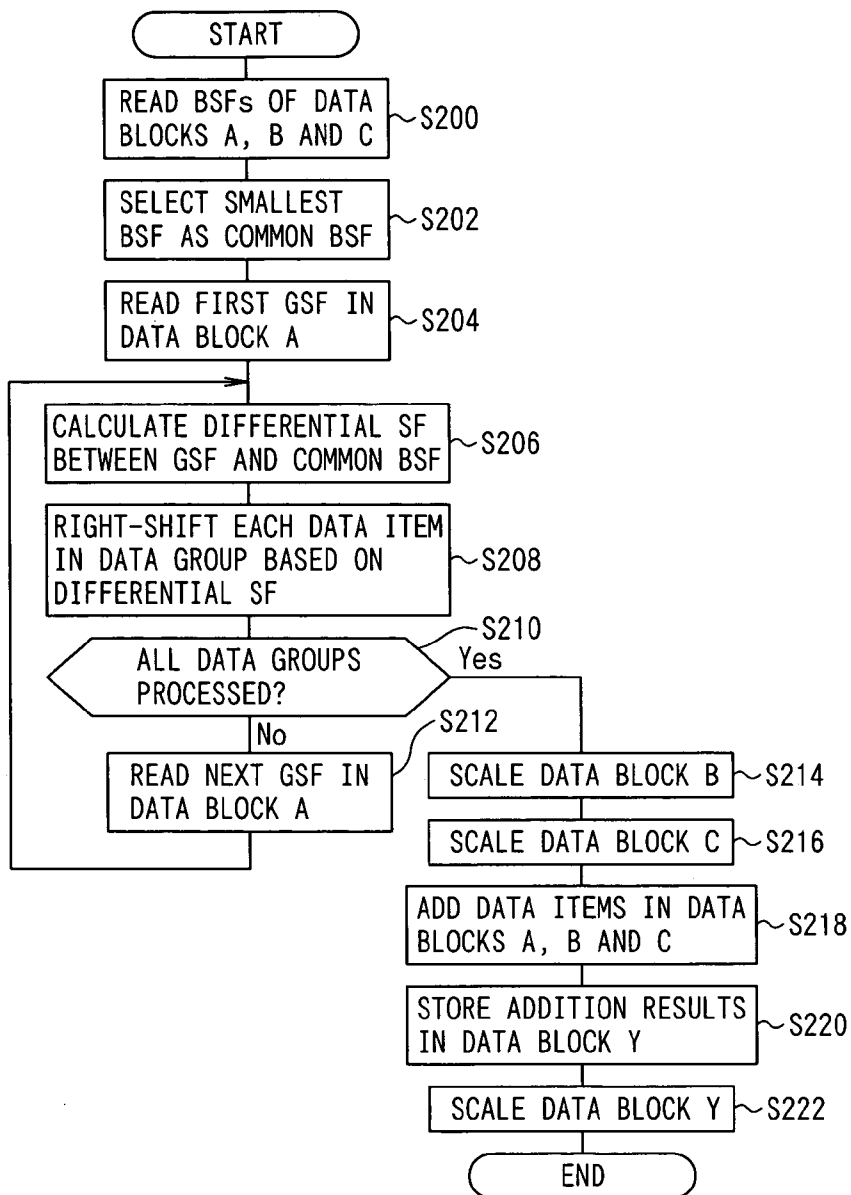 START
READ BSFs OF DATA
BLOCKS A, B AND C
S200
SELECT SMALLEST
BSF AS COMMON BSF
S202
READ FIRST GSF IN
DATA BLOCK A
S204
CALCULATE DIFFERENTIAL SF
BETWEEN GSF AND COMMON BSF
S206
RIGHT-SHIFT EACH DATA ITEM
IN DATA GROUP BASED ON
DIFFERENTIAL SF
S208
S210
ALL DATA GROUPS
PROCESSED?
Yes
No
S212
READ NEXT GSF IN
DATA BLOCK A
SCALE DATA BLOCK B
S214
SCALE DATA BLOCK C
S216
ADD DATA ITEMS IN DATA
BLOCKS A, B AND C
S218
STORE ADDITION RESULTS
IN DATA BLOCK Y
S220
SCALE DATA BLOCK Y
S222
END